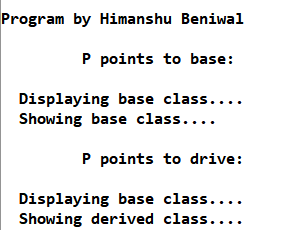 Program by Himanshu Beniwal
P points to base:
Displaying base class....
Showing base class....
P points to drive:
Displaying base class....
Showing derived class....